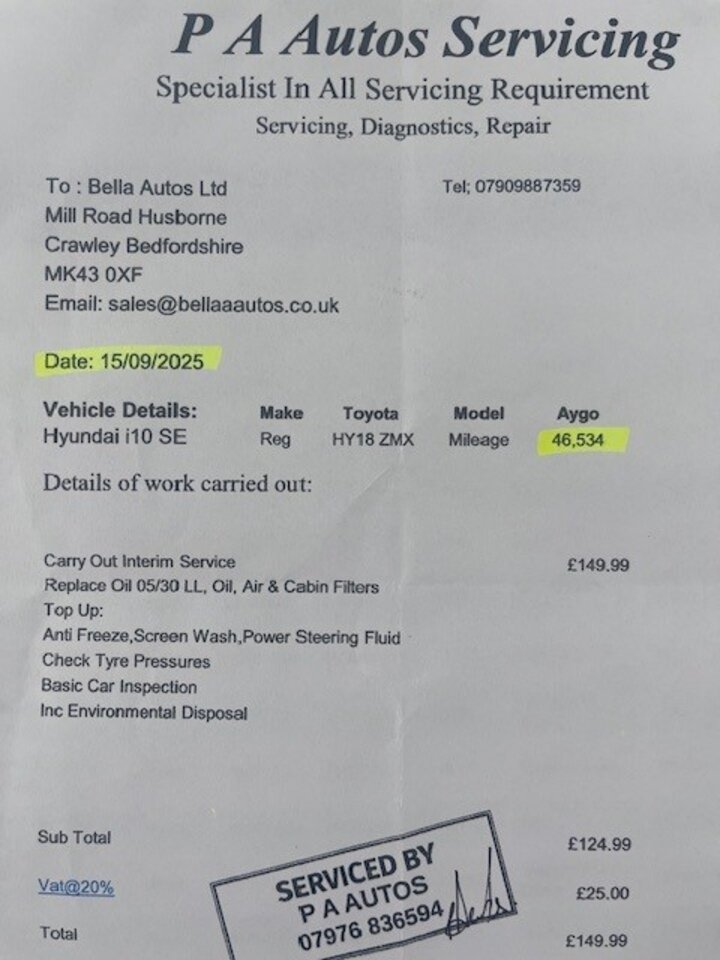 P A Autos Servicing
Specialist In All Servicing Requirement
Servicing, Diagnostics, Repair
To : Bella Autos Ltd
Tel; 07909887359
Mill Road Husborne
Crawley Bedfordshire
MK43 0XF
Email: sales@bellaaautos.co.uk
Date: 15/09/2025
Vehicle Details: Make Toyota Model Aygo
Hyundai i10 SE Reg HY18 ZMX Mileage 46,534
Details of work carried out:
Carry Out Interim Service £149.99
Replace Oil 05/30 LL, Oil, Air & Cabin Filters
Top Up:
Anti Freeze,Screen Wash,Power Steering Fluid
Check Tyre Pressures
Basic Car Inspection
Inc Environmental Disposal
Sub Total £124.99
Vat@20% £25.00
Total £149.99
SERVICED BY
P A AUTOS
07976 836594